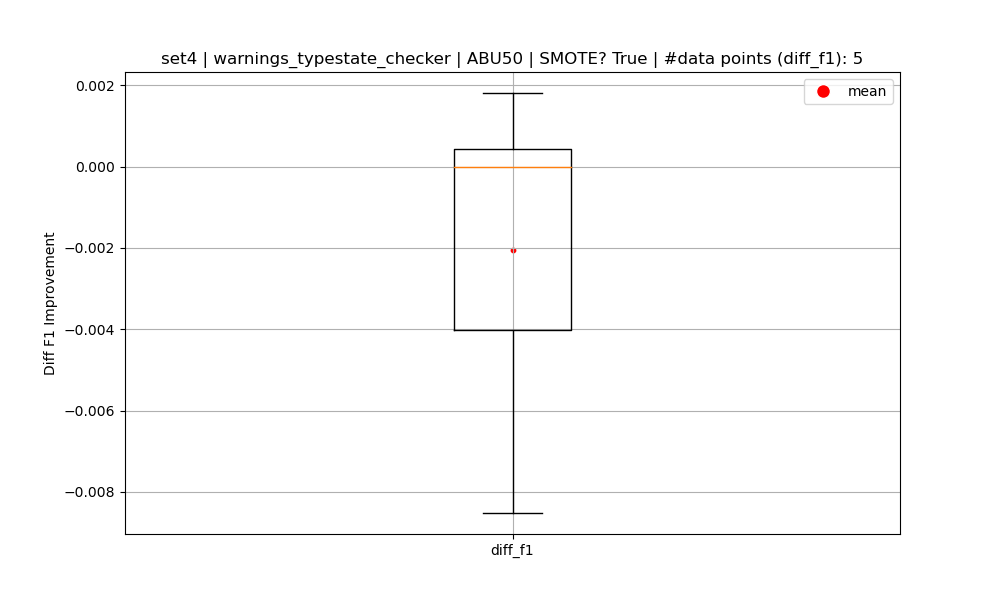 set4 | warnings_typestate_checker | ABU50 | SMOTE? True | #data points (diff_f1): 5
mean
0.002
0.000
−0.002
−0.004
−0.006
−0.008
Diff F1 Improvement
diff_f1